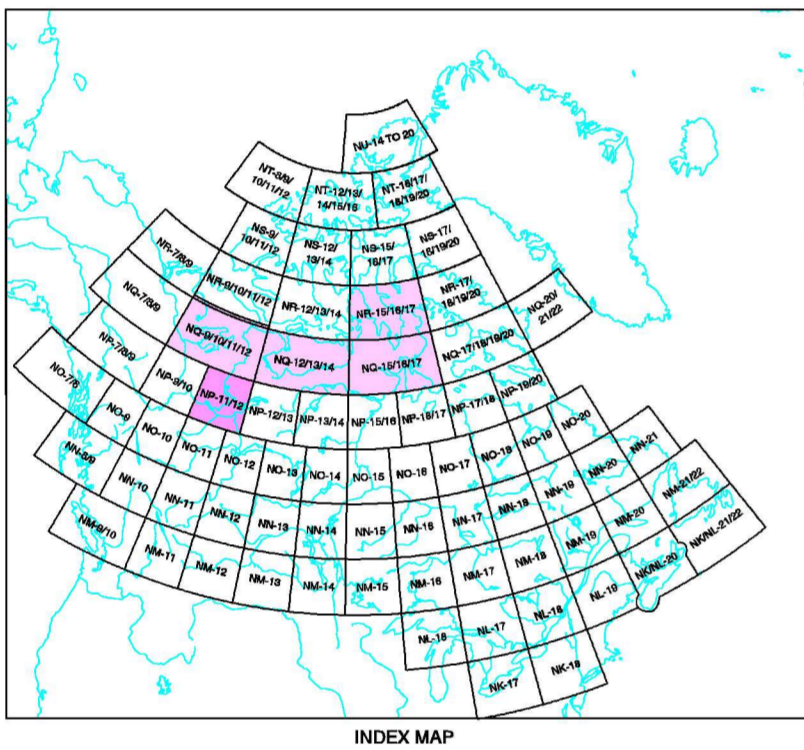 NU-14 TO 20
NT-8/9/
10/11/12
NT-12/13/
14/15/16
NT-16/17/
18/19/20
NS-9/
10/11/12
NS-12/
13/14
NS-15/
16/17
NS-17/
18/19/20
NR-7/8/9
NR-9/10/11/12
NR-12/13/14
NR-15/16/17
NR-17/
18/19/20
NQ-7/8/9
NQ-9/10/11/12
NQ-12/13/14
NQ-15/16/17
NQ-17/18/19/20
NQ-20/
21/22
NP-7/8/9
NP-9/10
NP-11/12
NP-12/13
NP-13/14
NP-15/16
NP-16/17
NP-17/18
NP-19/20
NO-7/8
NO-9
NO-10
NO-11
NO-12
NO-13
NO-14
NO-15
NO-16
NO-17
NO-18
NO-19
NO-20
NN-8/9
NN-10
NN-11
NN-12
NN-13
NN-14
NN-15
NN-16
NN-17
NN-18
NN-19
NN-20
NN-21
NM-9/10
NM-11
NM-12
NM-13
NM-14
NM-15
NM-16
NM-17
NM-18
NM-19
NM-20
NM-21/22
NL-16
NL-17
NL-18
NL-19
NK/NL-20
NK/NL-21/22
NK-17
NK-18
INDEX MAP